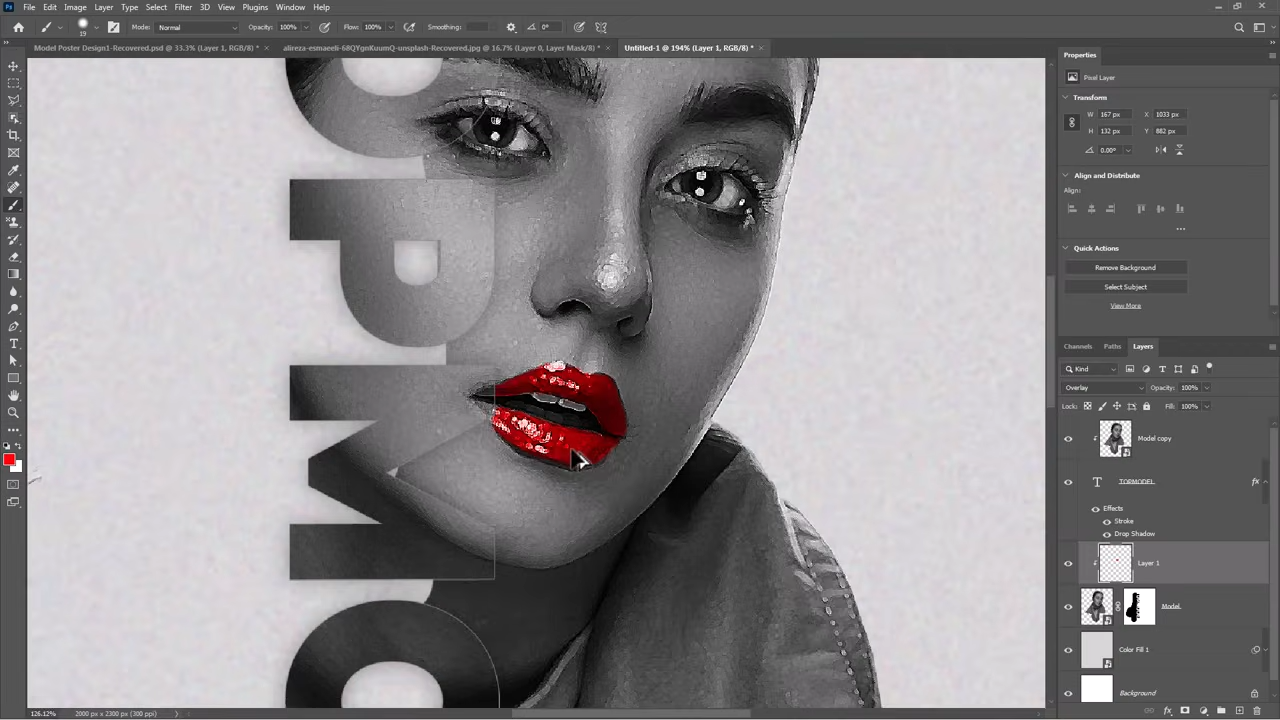 File Edit Image Layer Type Select Filter 3D View Plugins Window Help
19 Mode: Normal Opacity: 100% Flow: 100% Smoothing: 0°
Model Poster Design1-Recovered.psd @ 33.3% (Layer 1, RGB/8) * ×
alireza-esmaeeli-68QYgnKuumQ-unsplash-Recovered.jpg @ 16.7% (Layer 0, Layer Mask/8) * ×
Untitled-1 @ 194% (Layer 1, RGB/8) * ×
Properties
Pixel Layer
Transform
W 167 px X 1033 px
H 132 px Y 882 px
0.00°
Align and Distribute
Align:
Quick Actions
Remove Background
Select Subject
View More
Channels Paths Layers
Kind
Overlay Opacity: 100%
Lock: Fill: 100%
Model copy
T TORMODEL fx
Effects
Stroke
Drop Shadow
Layer 1
Model
Color Fill 1
Background
126.12% 2000 px x 2300 px (300 ppi)